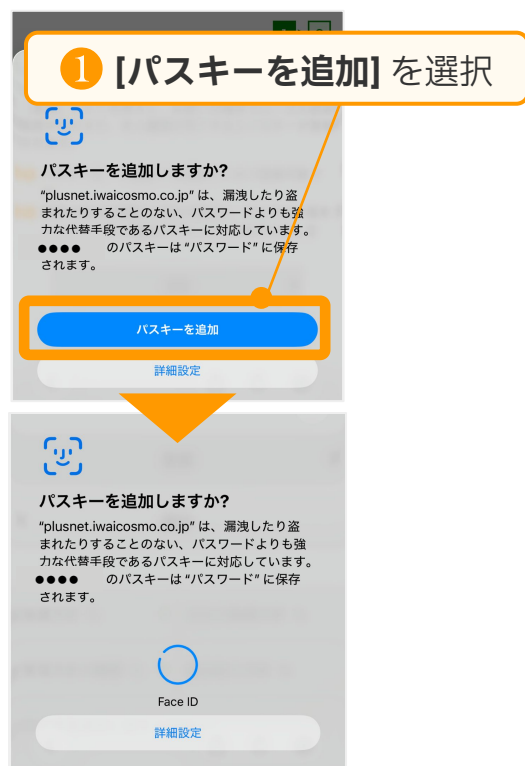 ❶ [パスキーを追加] を選択
パスキーを追加しますか?
“plusnet.iwaicosmo.co.jp” は、漏洩したり盗
まれたりすることのない、パスワードよりも強
力な代替手段であるパスキーに対応しています。
●●●● のパスキーは “パスワード” に保存
されます。
パスキーを追加
詳細設定
パスキーを追加しますか?
“plusnet.iwaicosmo.co.jp” は、漏洩したり盗
まれたりすることのない、パスワードよりも強
力な代替手段であるパスキーに対応しています。
●●●● のパスキーは “パスワード” に保存
されます。
Face ID
詳細設定